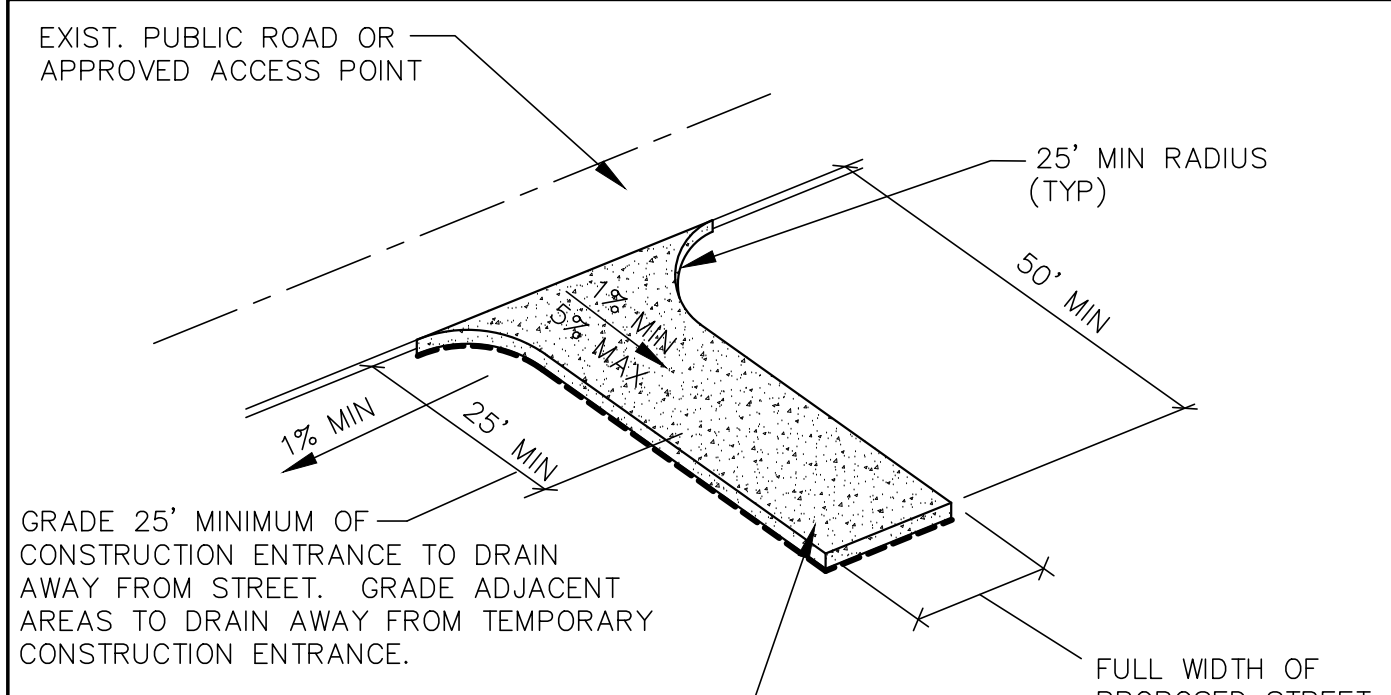 EXIST. PUBLIC ROAD OR
APPROVED ACCESS POINT
25' MIN RADIUS
(TYP)
50' MIN
1% MIN
5% MAX
1% MIN
25' MIN
GRADE 25' MINIMUM OF
CONSTRUCTION ENTRANCE TO DRAIN
AWAY FROM STREET. GRADE ADJACENT
AREAS TO DRAIN AWAY FROM TEMPORARY
CONSTRUCTION ENTRANCE.
FULL WIDTH OF
PROPOSED STREET